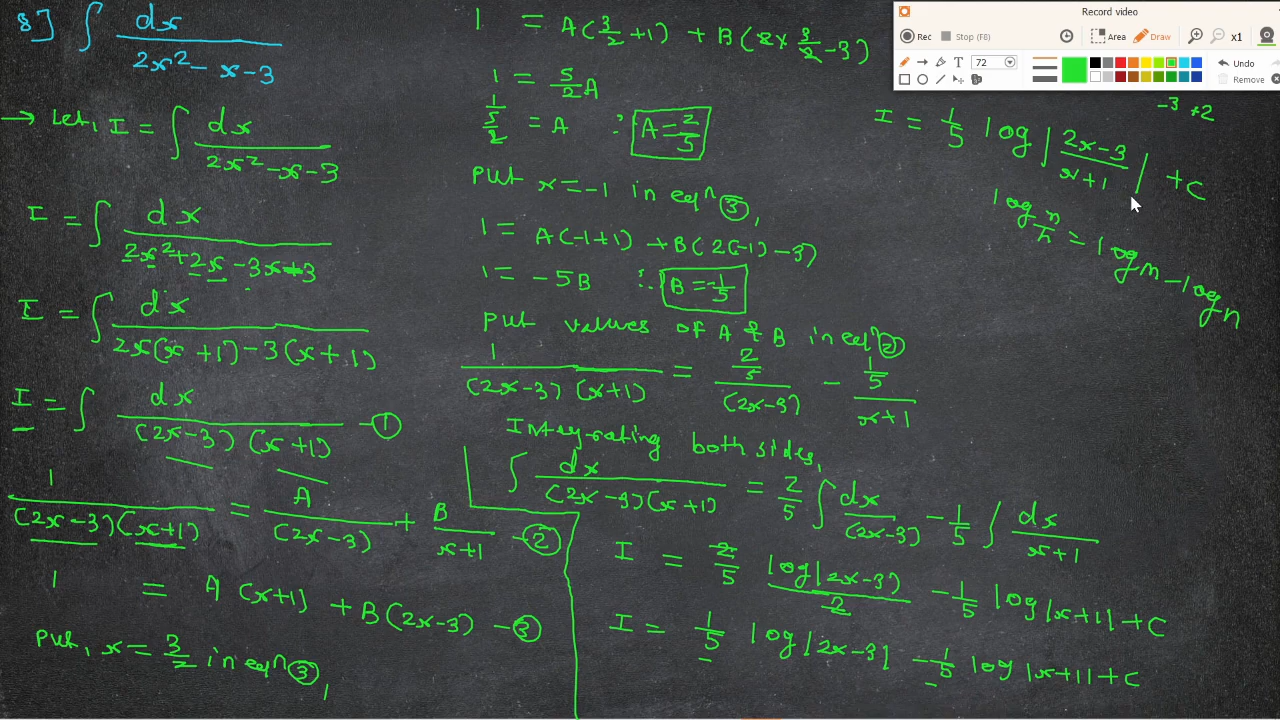 8] ∫ dx / (2x² - x - 3)
→ Let, I = ∫ dx / (2x² - x - 3)
I = ∫ dx / (2x² + 2x - 3x - 3)
I = ∫ dx / (2x(x + 1) - 3(x + 1))
I = ∫ dx / ((2x - 3) (x + 1)) - ①
1 / ((2x - 3)(x + 1)) = A / (2x - 3) + B / (x + 1) - ②
1 = A (x + 1) + B(2x - 3) - ③
Put, x = 3/2 in eqn ③,
1 = A(3/2 + 1) + B(2 x 3/2 - 3)
1 = 5/2 A
1 / (5/2) = A ∴ A = 2/5
Put x = -1 in eqn ③,
1 = A(-1 + 1) + B(2(-1) - 3)
1 = -5B ∴ B = -1/5
Put values of A & B in eqn ②
1 / ((2x - 3) (x + 1)) = (2/5) / (2x - 3) - (1/5) / (x + 1)
Integrating both sides,
∫ dx / ((2x - 3)(x + 1)) = 2/5 ∫ dx / (2x - 3) - 1/5 ∫ dx / (x + 1)
I = 2/5 log|2x - 3| / 2 - 1/5 log|x + 1| + C
I = 1/5 log|2x - 3| - 1/5 log|x + 1| + C
Record video
Rec Stop (F8) Area Draw x1
T 72 Undo
Remove
-3 +2
I = 1/5 log |(2x - 3) / (x + 1)| + C
log m/n = log m - log n